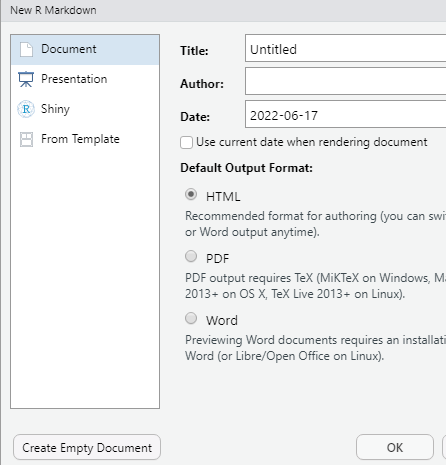 New R Markdown
Document
Presentation
Shiny
From Template
Title: Untitled
Author:
Date: 2022-06-17
Use current date when rendering document
Default Output Format:
HTML
Recommended format for authoring (you can swi
or Word output anytime).
PDF
PDF output requires TeX (MiKTeX on Windows, Ma
2013+ on OS X, TeX Live 2013+ on Linux).
Word
Previewing Word documents requires an installati
Word (or Libre/Open Office on Linux).
Create Empty Document
OK